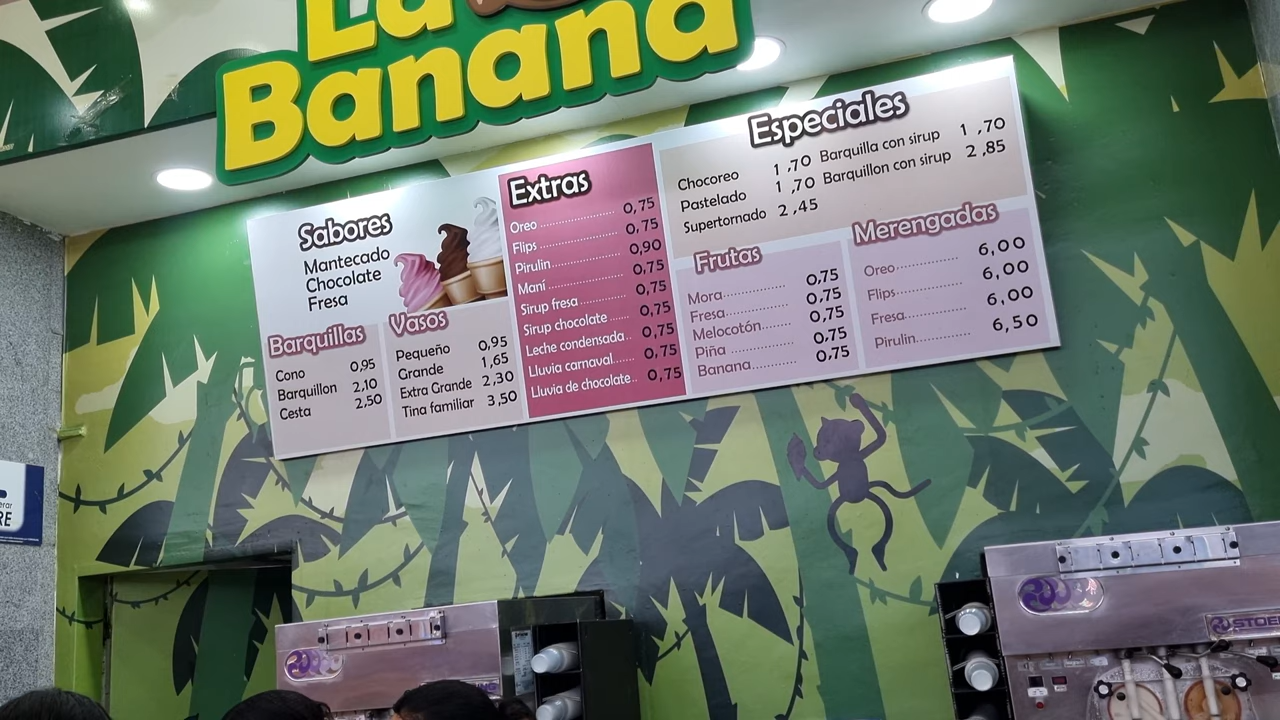 La
Banana
Sabores
Mantecado
Chocolate
Fresa
Barquillas
Cono 0,95
Barquillon 2,10
Cesta 2,50
Vasos
Pequeño 0,95
Grande 1,65
Extra Grande 2,30
Tina familiar 3,50
Extras
Oreo 0,75
Flips 0,75
Pirulin 0,90
Maní 0,75
Sirup fresa 0,75
Sirup chocolate 0,75
Leche condensada 0,75
Lluvia carnaval 0,75
Lluvia de chocolate 0,75
Especiales
Chocoreo 1,70 Barquilla con sirup 1,70
Pastelado 1,70 Barquillon con sirup 2,85
Supertornado 2,45
Frutas
Mora 0,75
Fresa 0,75
Melocotón 0,75
Piña 0,75
Banana 0,75
Merengadas
Oreo 6,00
Flips 6,00
Fresa 6,00
Pirulin 6,50